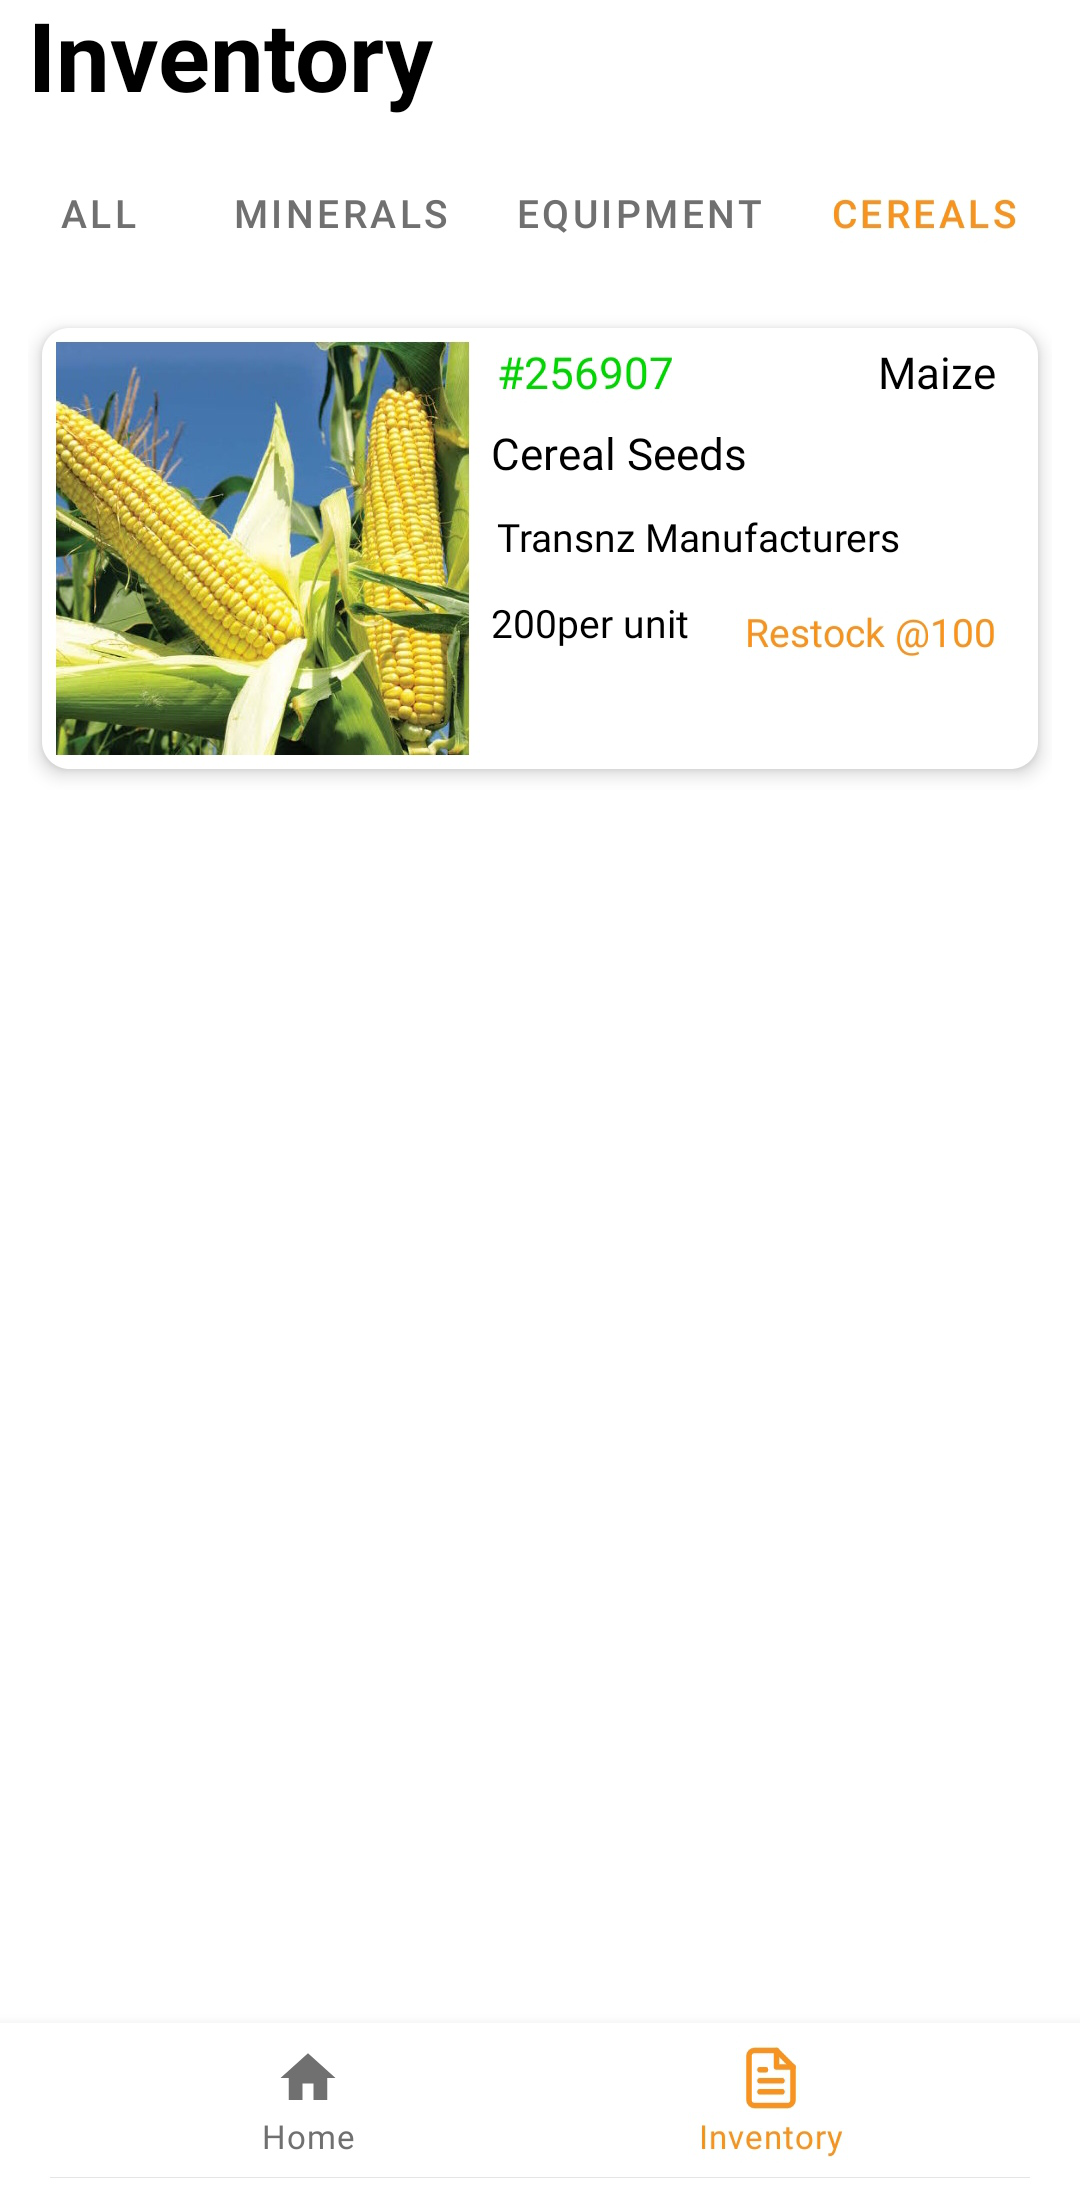 Inventory
ALL MINERALS EQUIPMENT CEREALS
#256907 Maize
Cereal Seeds
Transnz Manufacturers
200per unit Restock @100
Home Inventory